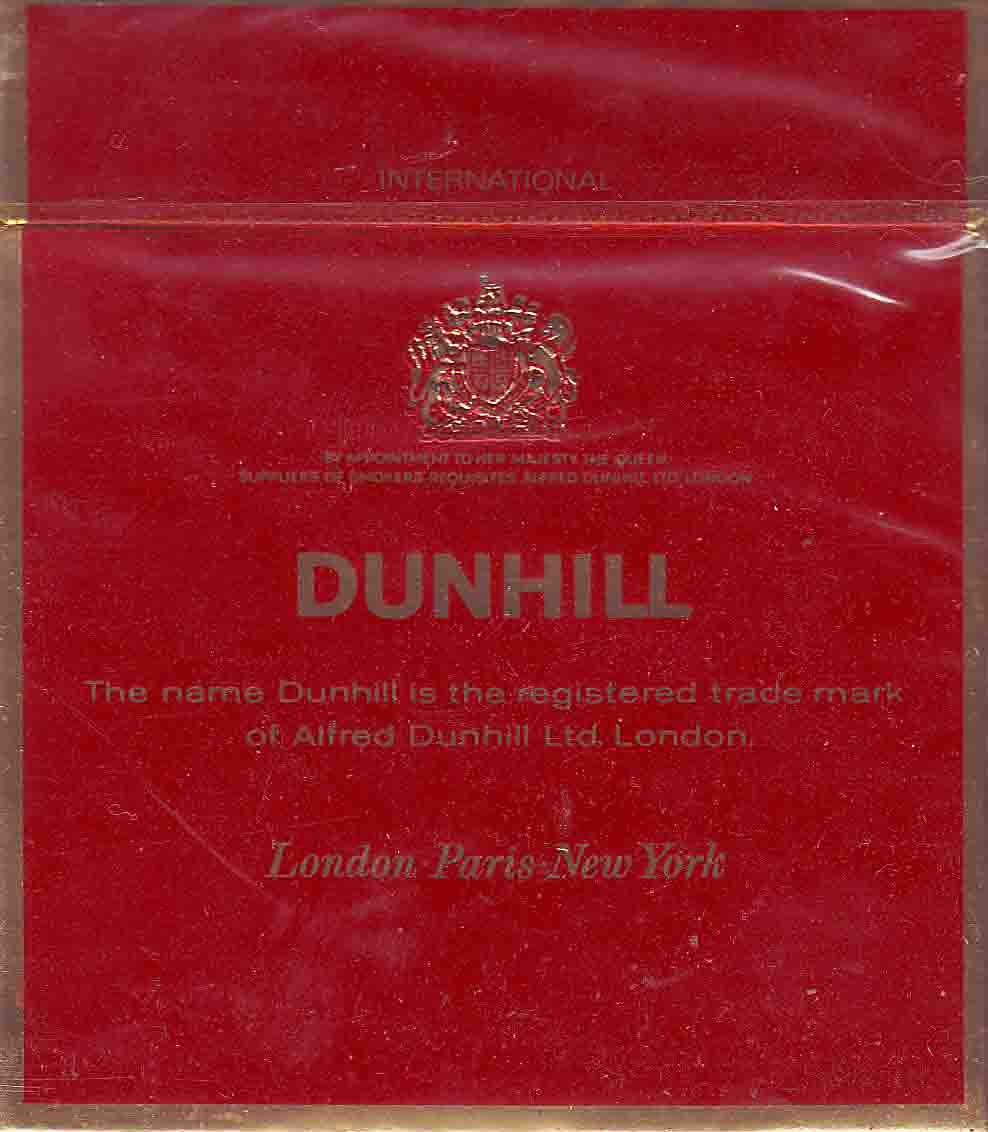 INTERNATIONAL
BY APPOINTMENT TO HER MAJESTY THE QUEEN
SUPPLIERS OF SMOKERS REQUISITES ALFRED DUNHILL LTD. LONDON
DUNHILL
The name Dunhill is the registered trade mark
of Alfred Dunhill Ltd. London.
London-Paris-New York